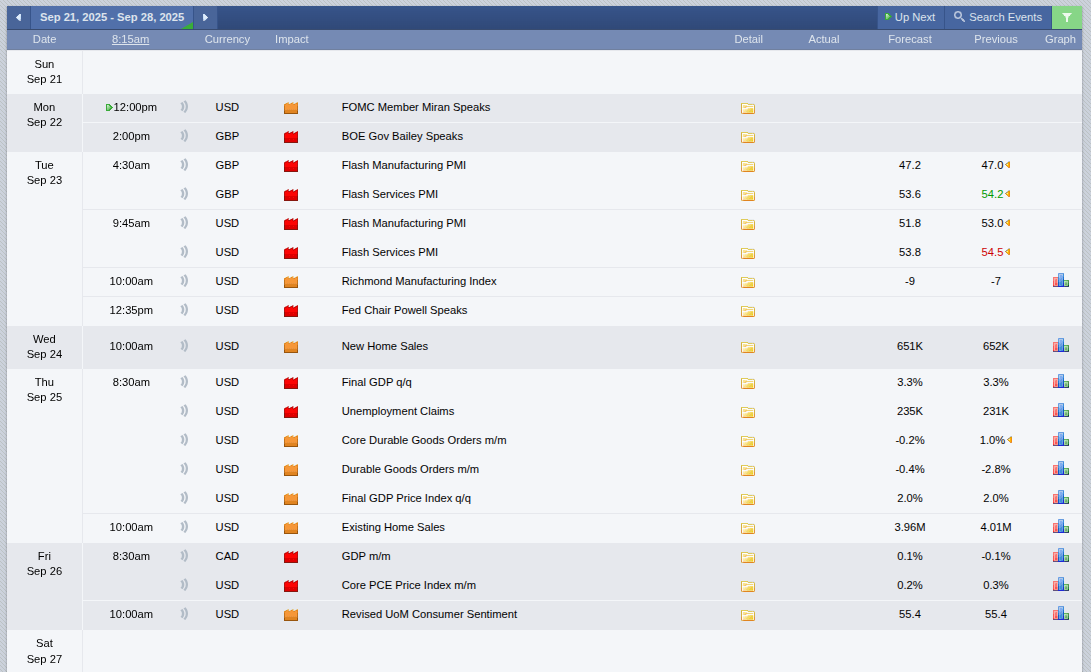 Sep 21, 2025 - Sep 28, 2025 Up Next Search Events
Date 8:15am Currency Impact Detail Actual Forecast Previous Graph
Sun
Sep 21
Mon
Sep 22
12:00pm USD FOMC Member Miran Speaks
2:00pm GBP BOE Gov Bailey Speaks
Tue
Sep 23
4:30am GBP Flash Manufacturing PMI 47.2 47.0
GBP Flash Services PMI 53.6 54.2
9:45am USD Flash Manufacturing PMI 51.8 53.0
USD Flash Services PMI 53.8 54.5
10:00am USD Richmond Manufacturing Index -9 -7
12:35pm USD Fed Chair Powell Speaks
Wed
Sep 24
10:00am USD New Home Sales 651K 652K
Thu
Sep 25
8:30am USD Final GDP q/q 3.3% 3.3%
USD Unemployment Claims 235K 231K
USD Core Durable Goods Orders m/m -0.2% 1.0%
USD Durable Goods Orders m/m -0.4% -2.8%
USD Final GDP Price Index q/q 2.0% 2.0%
10:00am USD Existing Home Sales 3.96M 4.01M
Fri
Sep 26
8:30am CAD GDP m/m 0.1% -0.1%
USD Core PCE Price Index m/m 0.2% 0.3%
10:00am USD Revised UoM Consumer Sentiment 55.4 55.4
Sat
Sep 27